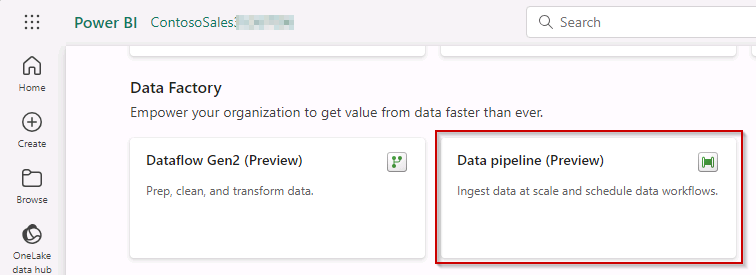 Power BI ContosoSales
Search
Home
Create
Browse
OneLake
data hub
Data Factory
Empower your organization to get value from data faster than ever.
Dataflow Gen2 (Preview)
Prep, clean, and transform data.
Data pipeline (Preview)
Ingest data at scale and schedule data workflows.